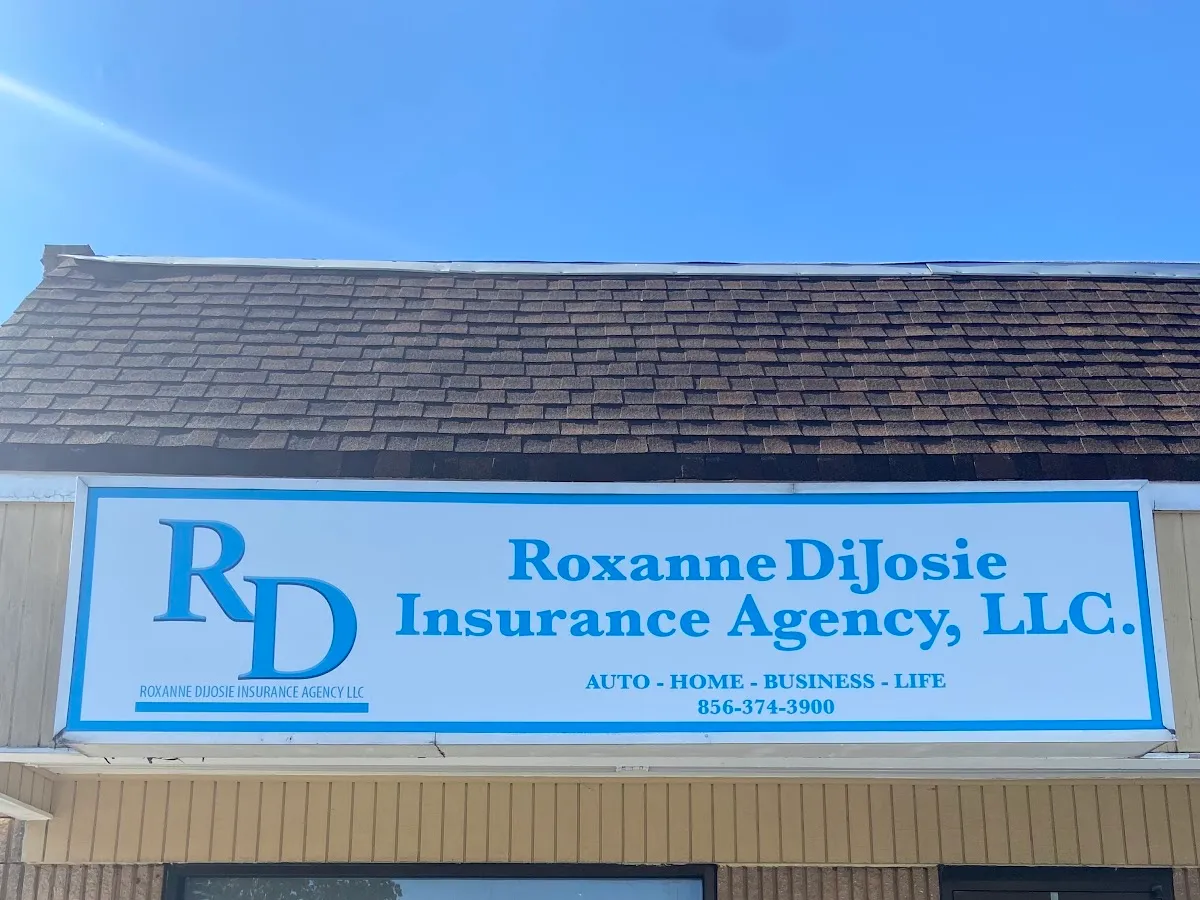 RD
ROXANNE DIJOSIE INSURANCE AGENCY LLC
Roxanne DiJosie
Insurance Agency, LLC.
AUTO - HOME - BUSINESS - LIFE
856-374-3900